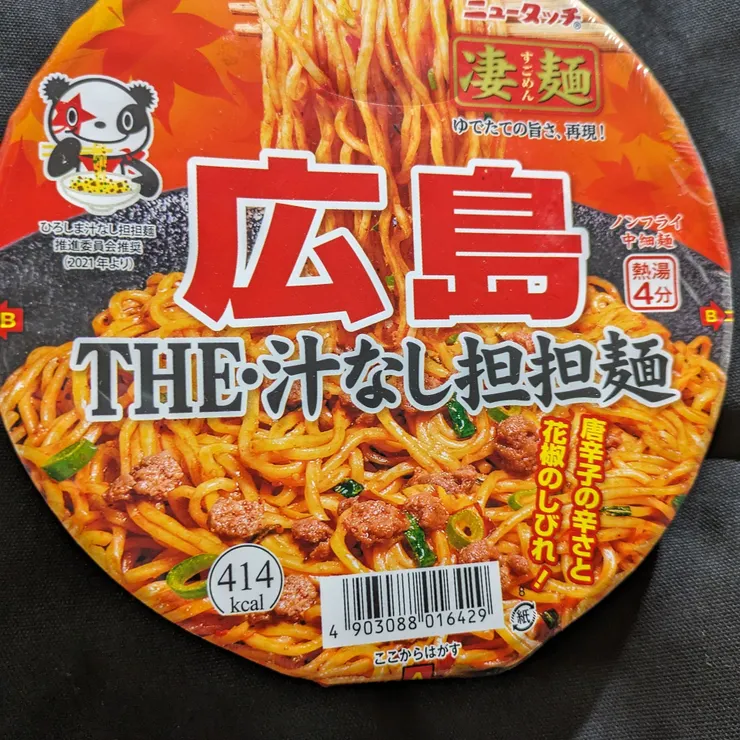 ニュータッチ®
すごめん
凄麺
ゆでたての旨さ、再現!
ひろしま汁なし担担麺
推進委員会推奨
(2021年より)
広島
ノンフライ
中細麺
熱湯
4分
B
B
THE・汁なし担担麺
唐辛子の辛さと
花椒のしびれ!
414
kcal
4 903088 016429
8
紙
ここからはがす
A